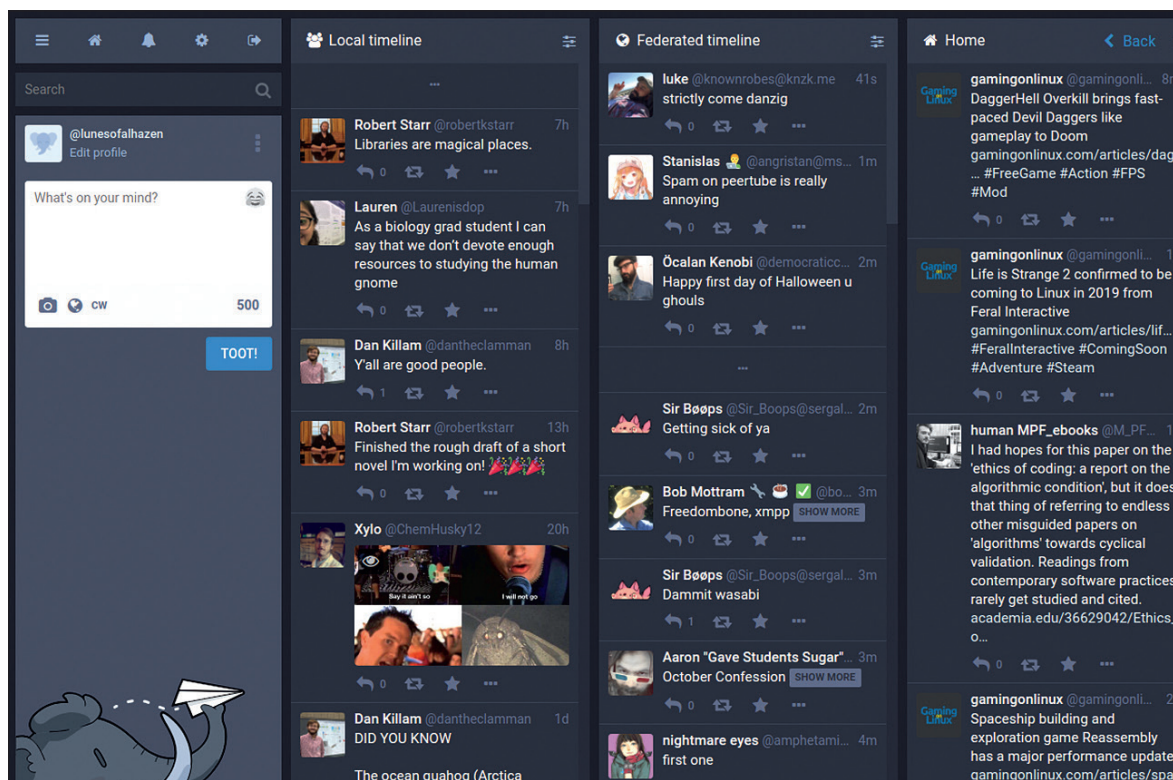 Search
@lunesofalhazen
Edit profile
What's on your mind?
CW
500
TOOT!
Local timeline
...
Robert Starr @robertkstarr 7h
Libraries are magical places.
0
Lauren @Laurenisdop 7h
As a biology grad student I can
say that we don't devote enough
resources to studying the human
gnome
0
Dan Killam @dantheclamman 8h
Y'all are good people.
1
Robert Starr @robertkstarr 13h
Finished the rough draft of a short
novel I'm working on! 🎉🎉🎉
0
Xylo @ChemHusky12 20h
Say it ain't so
I will not go
0
Dan Killam @dantheclamman 1d
DID YOU KNOW
The ocean quahog (Arctica
Federated timeline
luke @knownrobes@knzk.me 41s
strictly come danzig
0
Stanislas @angristan@ms... 1m
Spam on peertube is really
annoying
0
Öcalan Kenobi @democraticc... 2m
Happy first day of Halloween u
ghouls
0
...
Sir Bøøps @Sir_Boops@sergal... 2m
Getting sick of ya
0
Bob Mottram 🔧 ☕ ✅ @bo... 3m
Freedombone, xmpp SHOW MORE
0
Sir Bøøps @Sir_Boops@sergal... 3m
Dammit wasabi
1
Aaron "Gave Students Sugar"... 3m
October Confession SHOW MORE
0
nightmare eyes @amphetami... 4m
first one
Home
Back
gamingonlinux @gamingonli... 8m
Gaming
Linux
DaggerHell Overkill brings fast-
paced Devil Daggers like
gameplay to Doom
gamingonlinux.com/articles/dag
... #FreeGame #Action #FPS
#Mod
0
gamingonlinux @gamingonli...
Gaming
Linux
Life is Strange 2 confirmed to be
coming to Linux in 2019 from
Feral Interactive
gamingonlinux.com/articles/lif...
#FeralInteractive #ComingSoon
#Adventure #Steam
0
human MPF_ebooks @M_PF...
I had hopes for this paper on the
'ethics of coding: a report on the
algorithmic condition', but it does
that thing of referring to endless
other misguided papers on
'algorithms' towards cyclical
validation. Readings from
contemporary software practices
rarely get studied and cited.
academia.edu/36629042/Ethics_
o...
0
gamingonlinux @gamingonli...
Gaming
Linux
Spaceship building and
exploration game Reassembly
has a major performance update
gamingonlinux.com/articles/spa